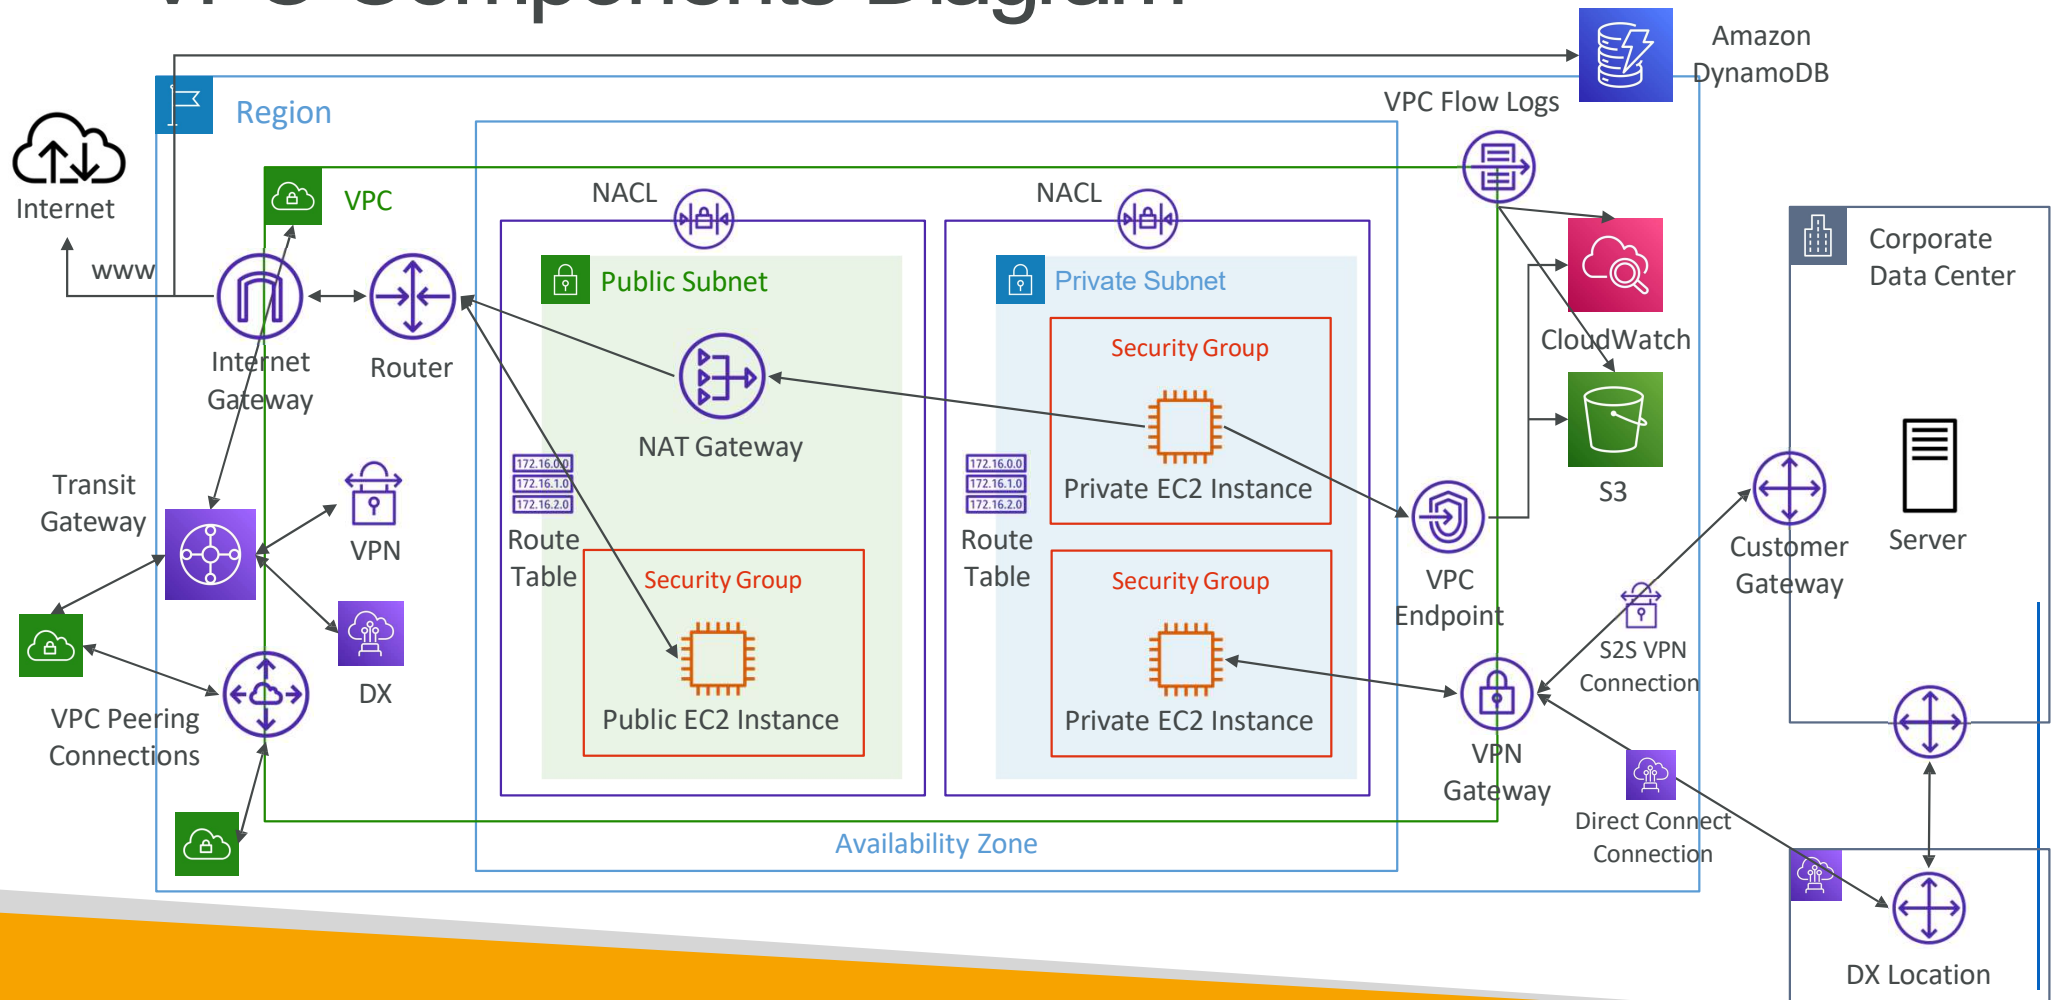 VPC Components Diagram
Amazon
DynamoDB
VPC Flow Logs
Region
Internet
www
VPC
NACL
NACL
Corporate
Data Center
Public Subnet
Private Subnet
Internet
Gateway
Router
Security Group
CloudWatch
NAT Gateway
172.16.0.0
172.16.1.0
172.16.2.0
Route
Table
172.16.0.0
172.16.1.0
172.16.2.0
Route
Table
Private EC2 Instance
S3
Transit
Gateway
VPN
DX
VPC
Endpoint
Customer
Gateway
Server
Security Group
Public EC2 Instance
Security Group
Private EC2 Instance
S2S VPN
Connection
VPC Peering
Connections
VPN
Gateway
Direct Connect
Connection
Availability Zone
DX Location